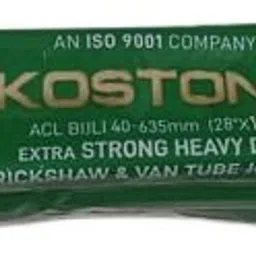 AN ISO 9001 COMPANY
KOSTON
ACL BIJLI 40-635mm (28"X
EXTRA STRONG HEAVY D
RICKSHAW & VAN TUBE